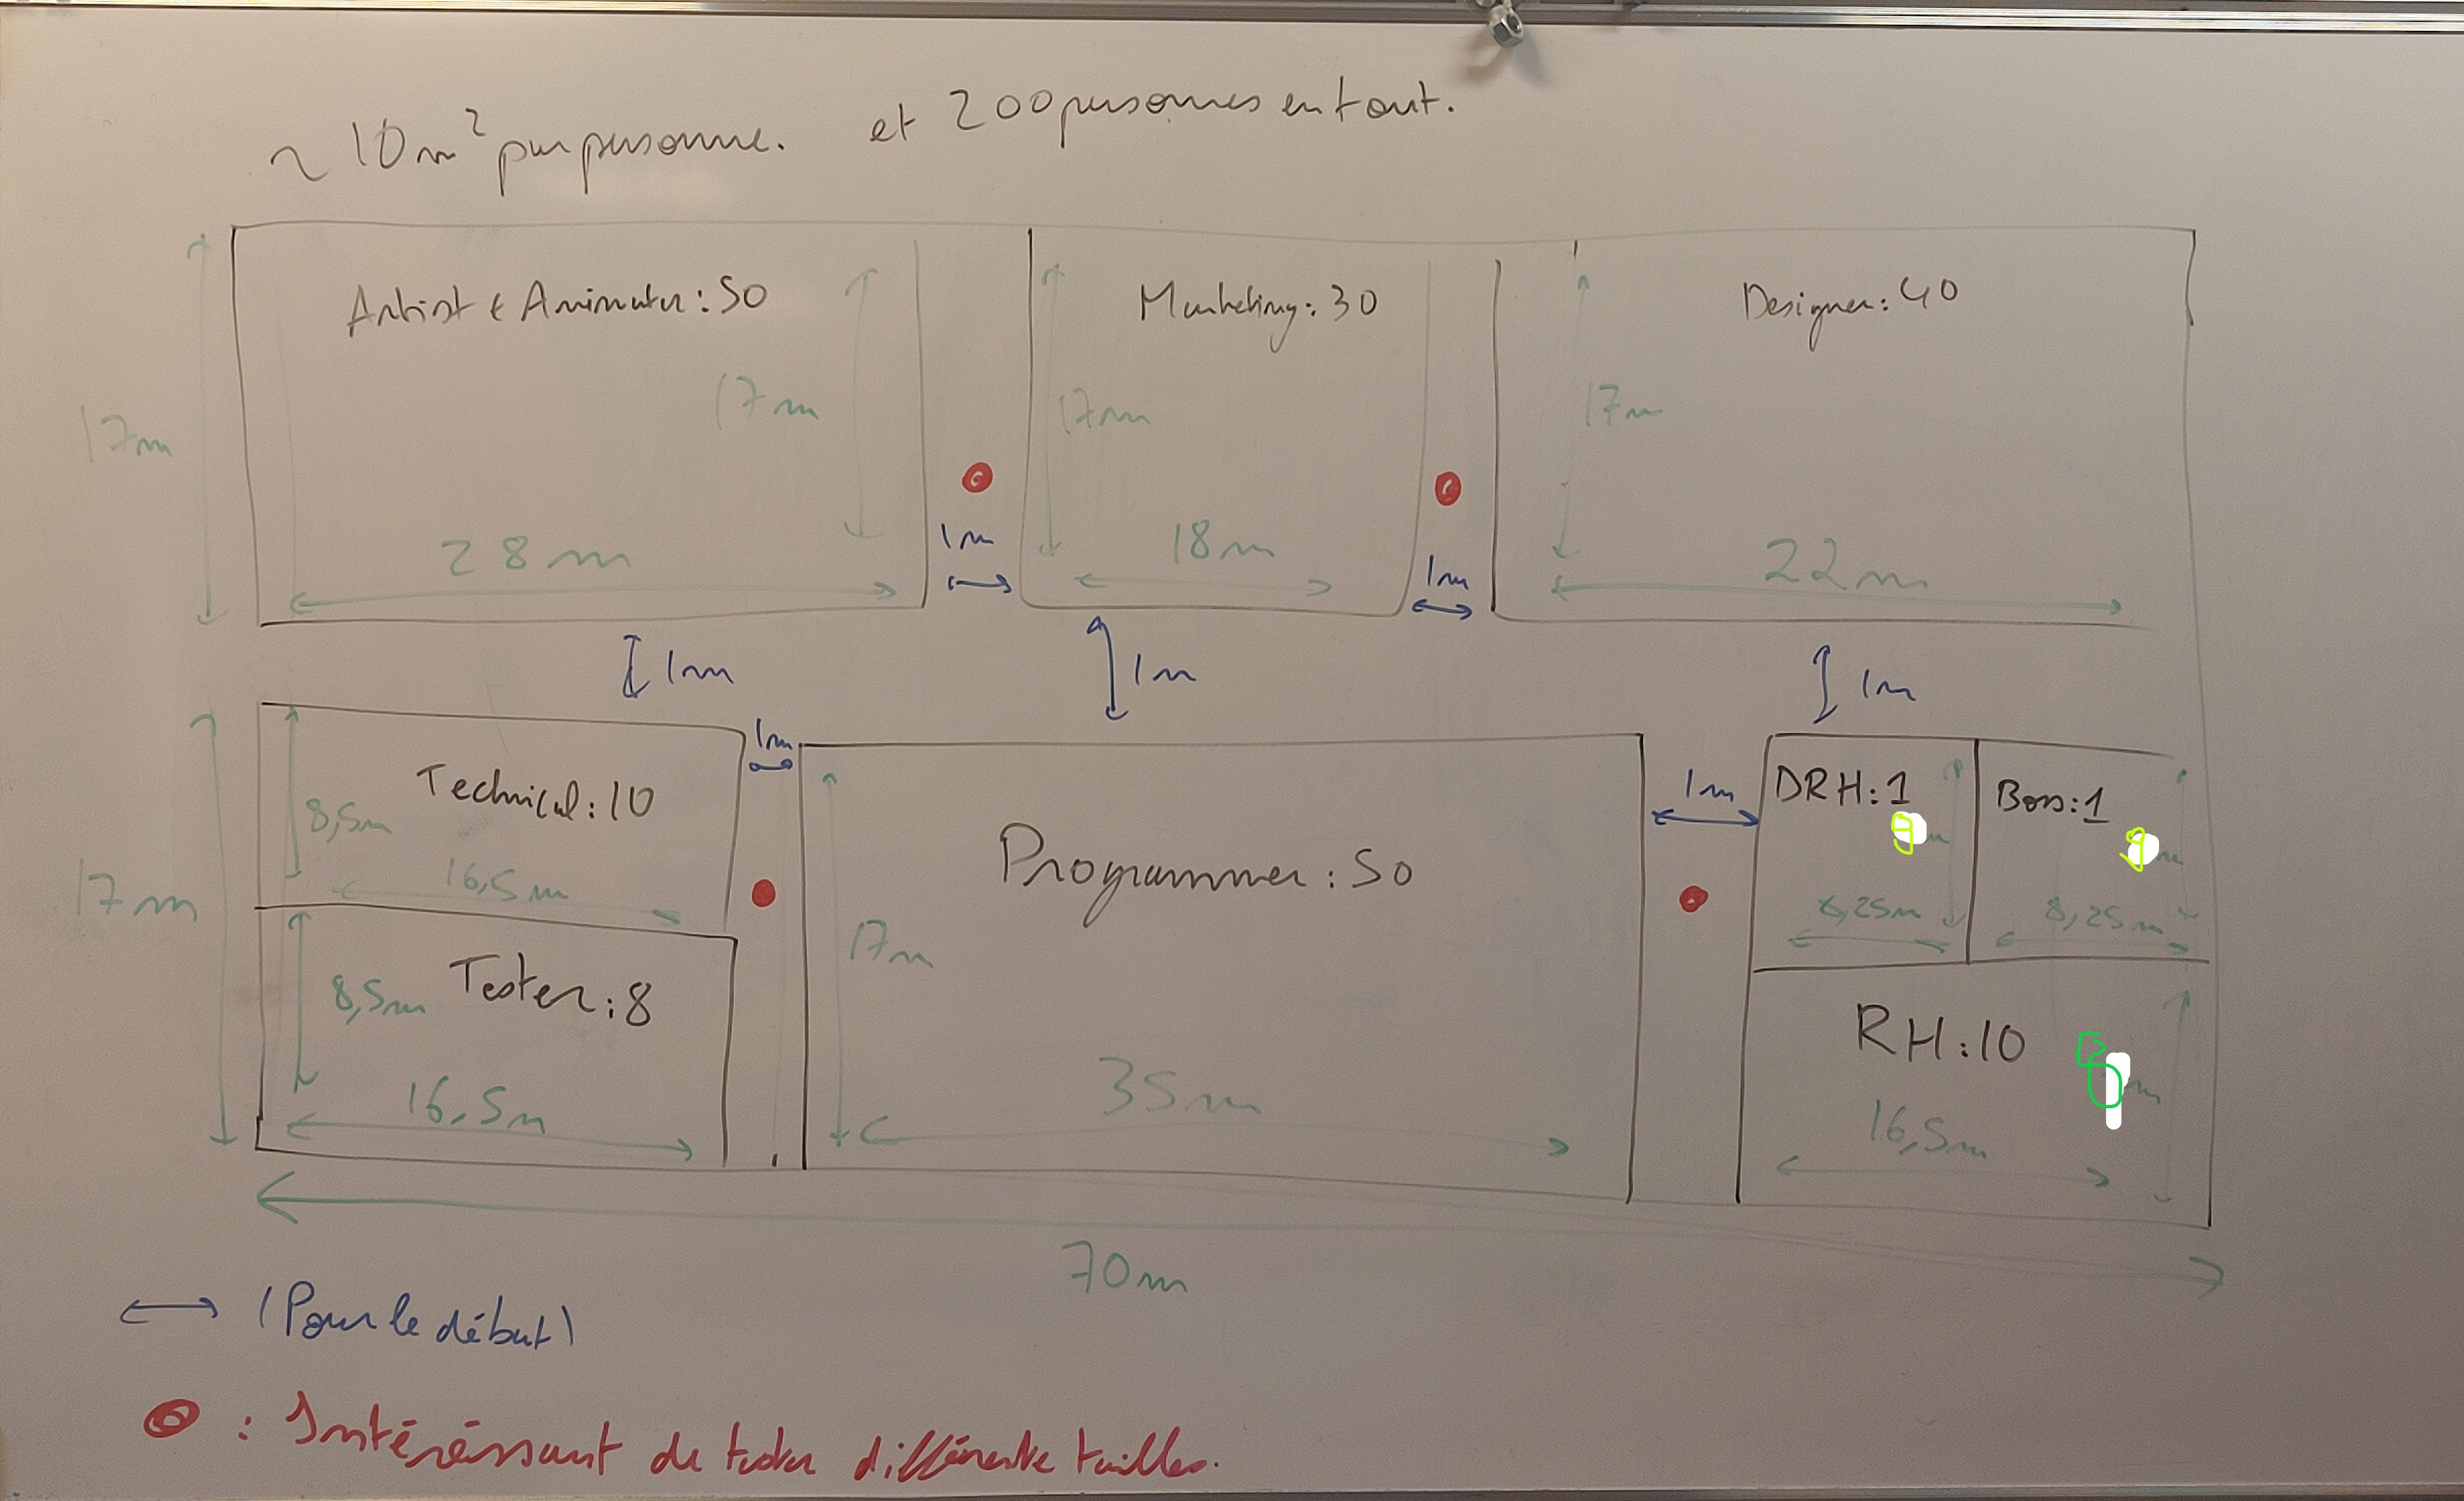 ~ 10 m² par personne. et 200 personnes en tout.
Artist & Animator: 50
Marketing: 30
Designer: 40
17m
17m
17m
17m
28m
1m
18m
1m
22m
1m
1m
1m
Technical: 10
1m
8,5m
16,5m
Programmer: 50
1m
DRH: 1
9m
8,25m
Boss: 1
9m
8,25m
17m
Tester: 8
8,5m
16,5m
17m
35m
RH: 10
m
16,5m
70m
(Pour le début)
: Intéréssant de tester différente tailles.